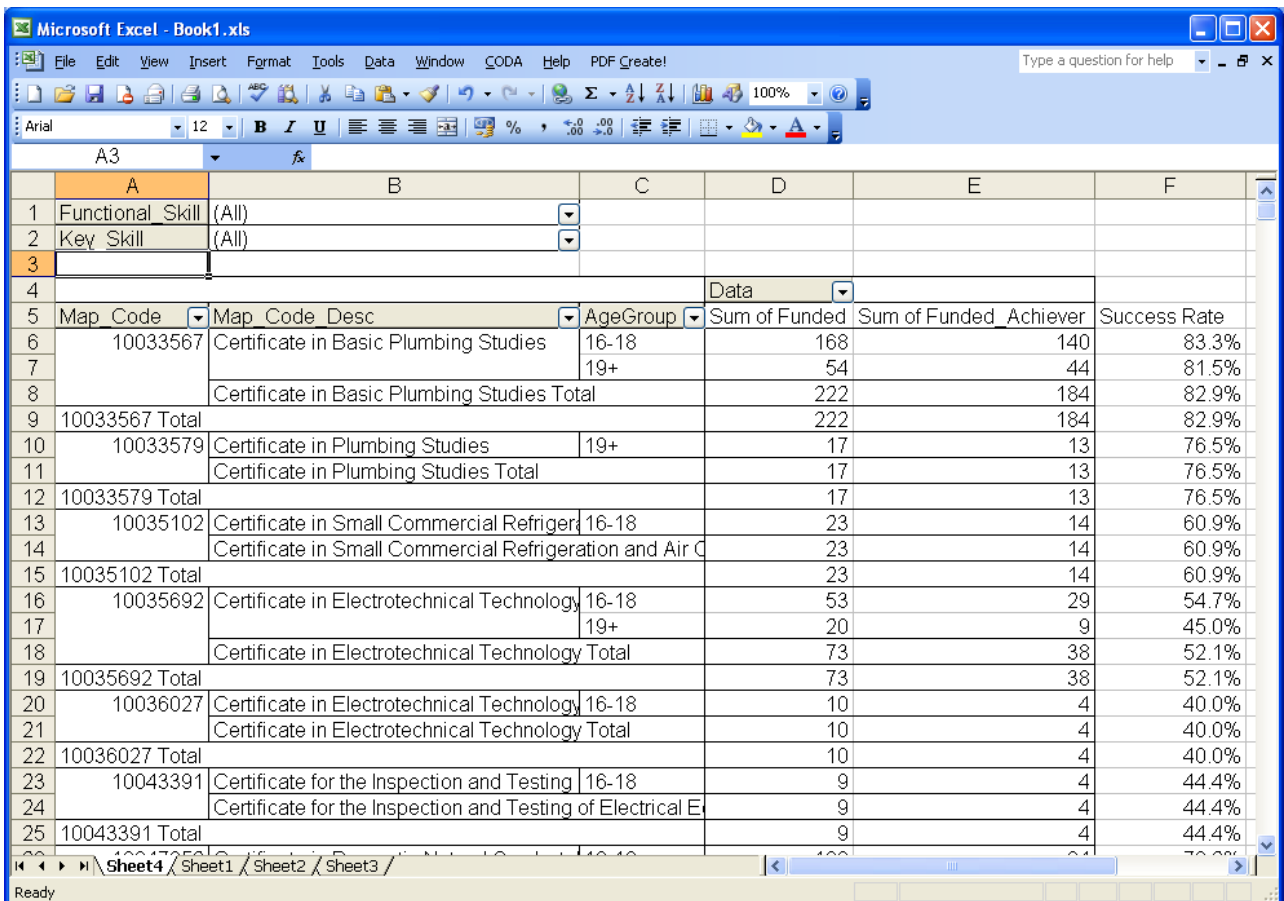 Microsoft Excel - Book1.xls
File Edit View Insert Format Tools Data Window CODA Help PDF Create! Type a question for help
100%
Arial 12 B I U
A3 fx
A B C D E F
1 Functional_Skill (All)
2 Key_Skill (All)
3
4 Data
5 Map_Code Map_Code_Desc AgeGroup Sum of Funded Sum of Funded_Achiever Success Rate
6 10033567 Certificate in Basic Plumbing Studies 16-18 168 140 83.3%
7 19+ 54 44 81.5%
8 Certificate in Basic Plumbing Studies Total 222 184 82.9%
9 10033567 Total 222 184 82.9%
10 10033579 Certificate in Plumbing Studies 19+ 17 13 76.5%
11 Certificate in Plumbing Studies Total 17 13 76.5%
12 10033579 Total 17 13 76.5%
13 10035102 Certificate in Small Commercial Refrigera 16-18 23 14 60.9%
14 Certificate in Small Commercial Refrigeration and Air C 23 14 60.9%
15 10035102 Total 23 14 60.9%
16 10035692 Certificate in Electrotechnical Technology 16-18 53 29 54.7%
17 19+ 20 9 45.0%
18 Certificate in Electrotechnical Technology Total 73 38 52.1%
19 10035692 Total 73 38 52.1%
20 10036027 Certificate in Electrotechnical Technology 16-18 10 4 40.0%
21 Certificate in Electrotechnical Technology Total 10 4 40.0%
22 10036027 Total 10 4 40.0%
23 10043391 Certificate for the Inspection and Testing 16-18 9 4 44.4%
24 Certificate for the Inspection and Testing of Electrical E 9 4 44.4%
25 10043391 Total 9 4 44.4%
Sheet4 Sheet1 Sheet2 Sheet3
Ready